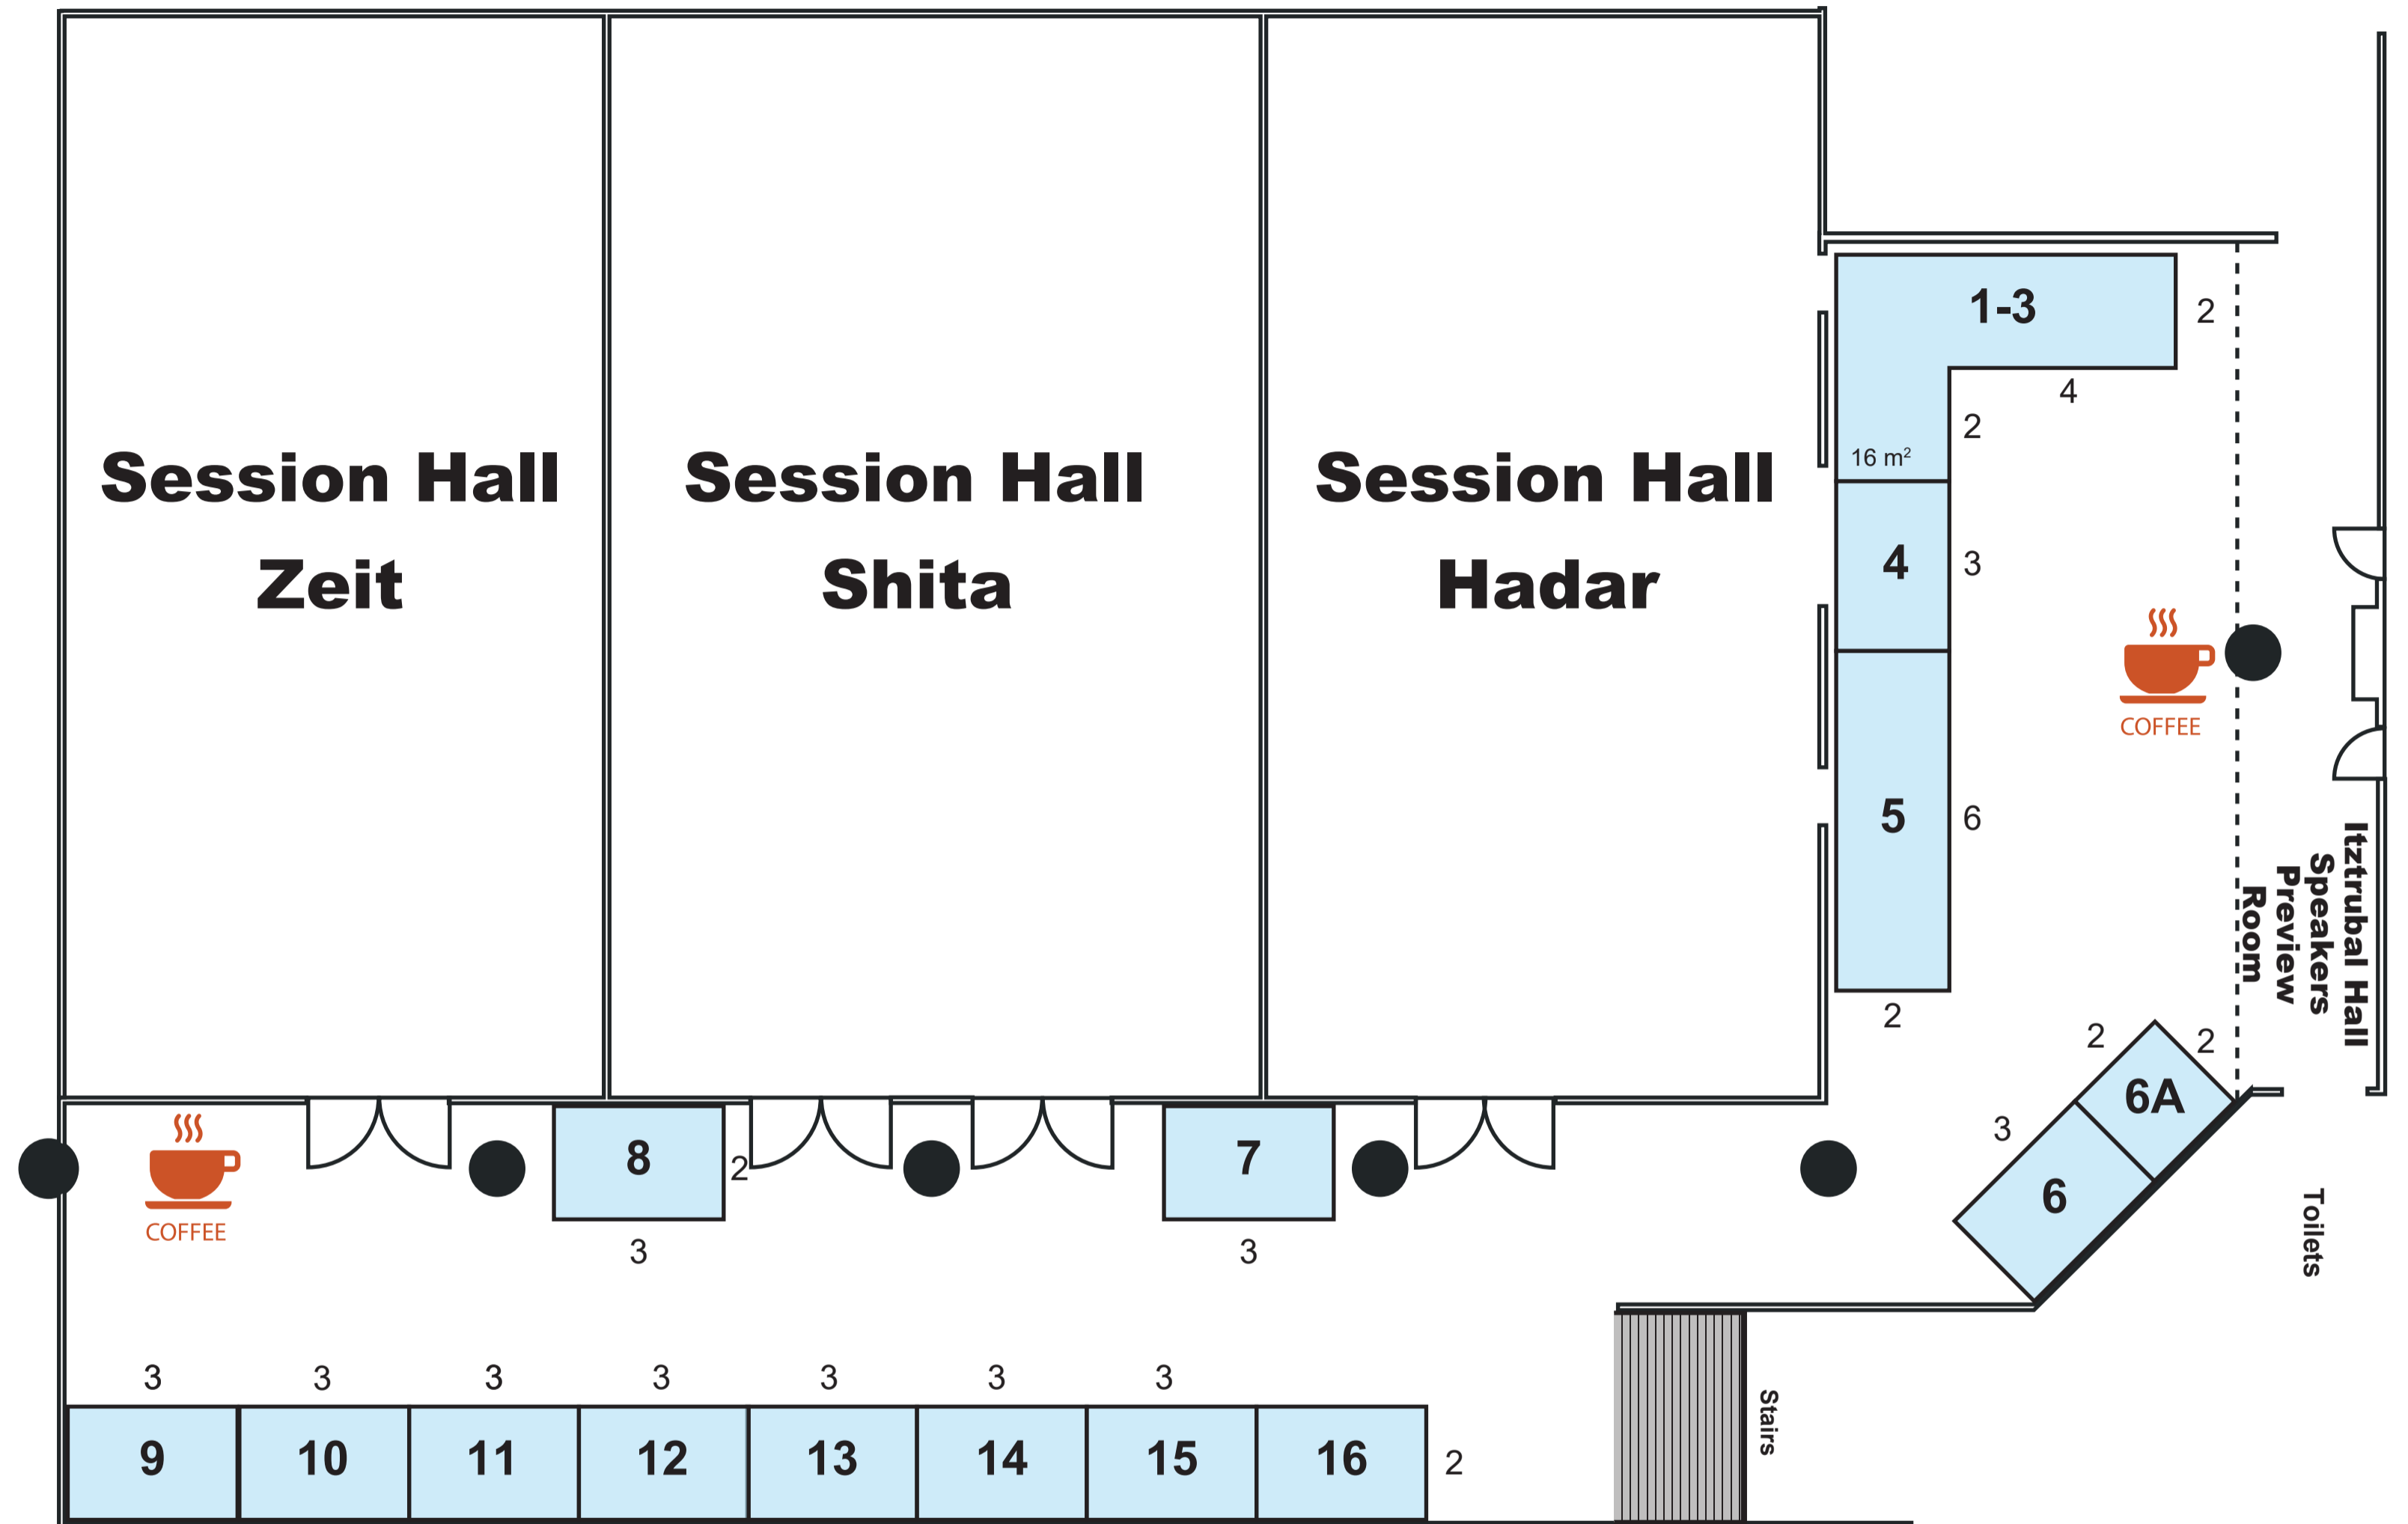 1-3
2
4
2
16 m²
Session Hall
Zeit
Session Hall
Shita
Session Hall
Hadar
4
3
COFFEE
5
6
2
Itztrubal Hall
Speakers
Preview
Room
2
2
6A
3
6
Toilets
COFFEE
8
2
3
7
3
3
3
3
3
3
3
3
9
10
11
12
13
14
15
16
2
Stairs